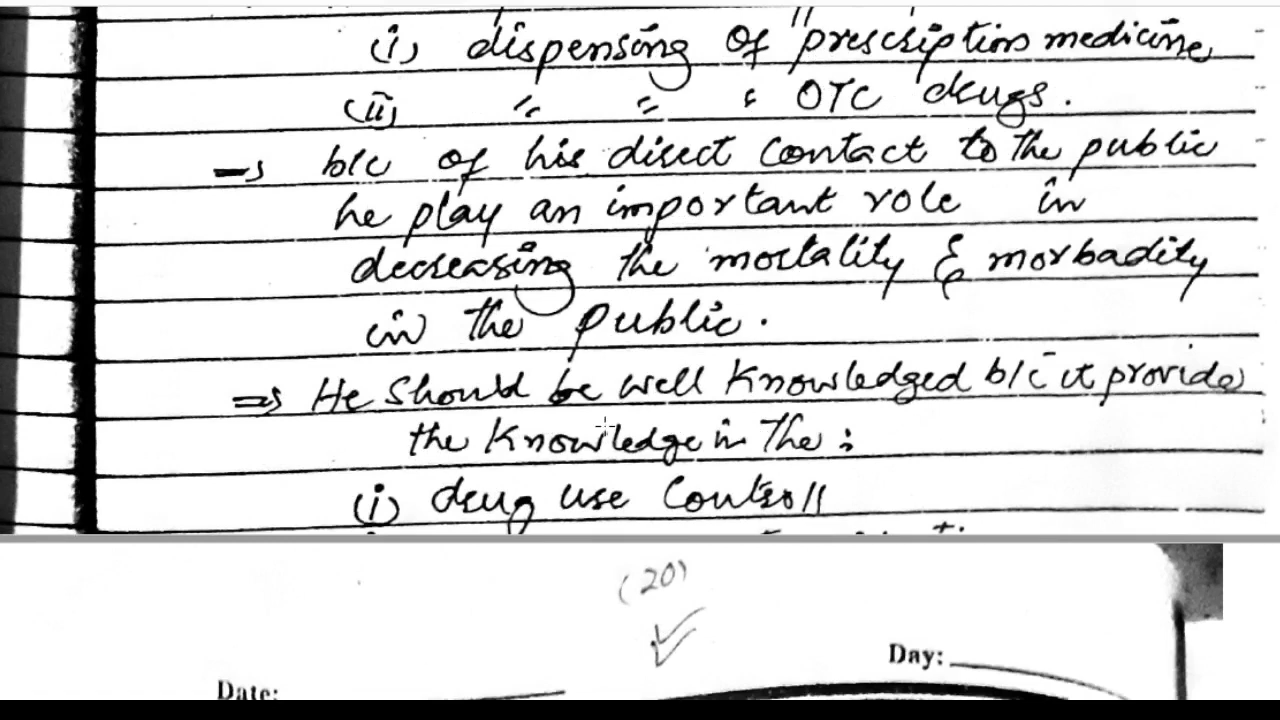 (i) dispensing of prescription medicine
(ii) " " " OTC drugs.
→ b/c of his direct contact to the public
he play an important role in
decreasing the mortality & morbadity
in the public.
⇒ He should be well knowledged b/c it provide
the knowledge in the :
(i) drug use controll
(20)
Day:
Date: